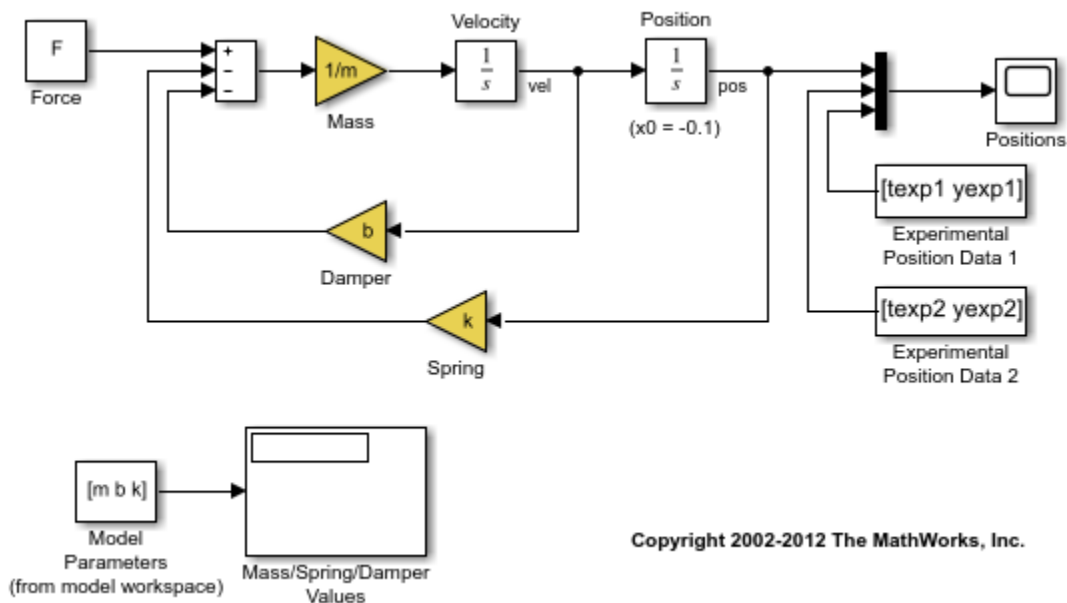 Velocity
Position
F
+
−
−
1/m
1
s
vel
1
s
pos
Force
Mass
(x0 = -0.1)
Positions
[texp1 yexp1]
Experimental
Position Data 1
b
Damper
[texp2 yexp2]
k
Experimental
Position Data 2
Spring
[m b k]
Model
Parameters
(from model workspace)
Mass/Spring/Damper
Values
Copyright 2002-2012 The MathWorks, Inc.